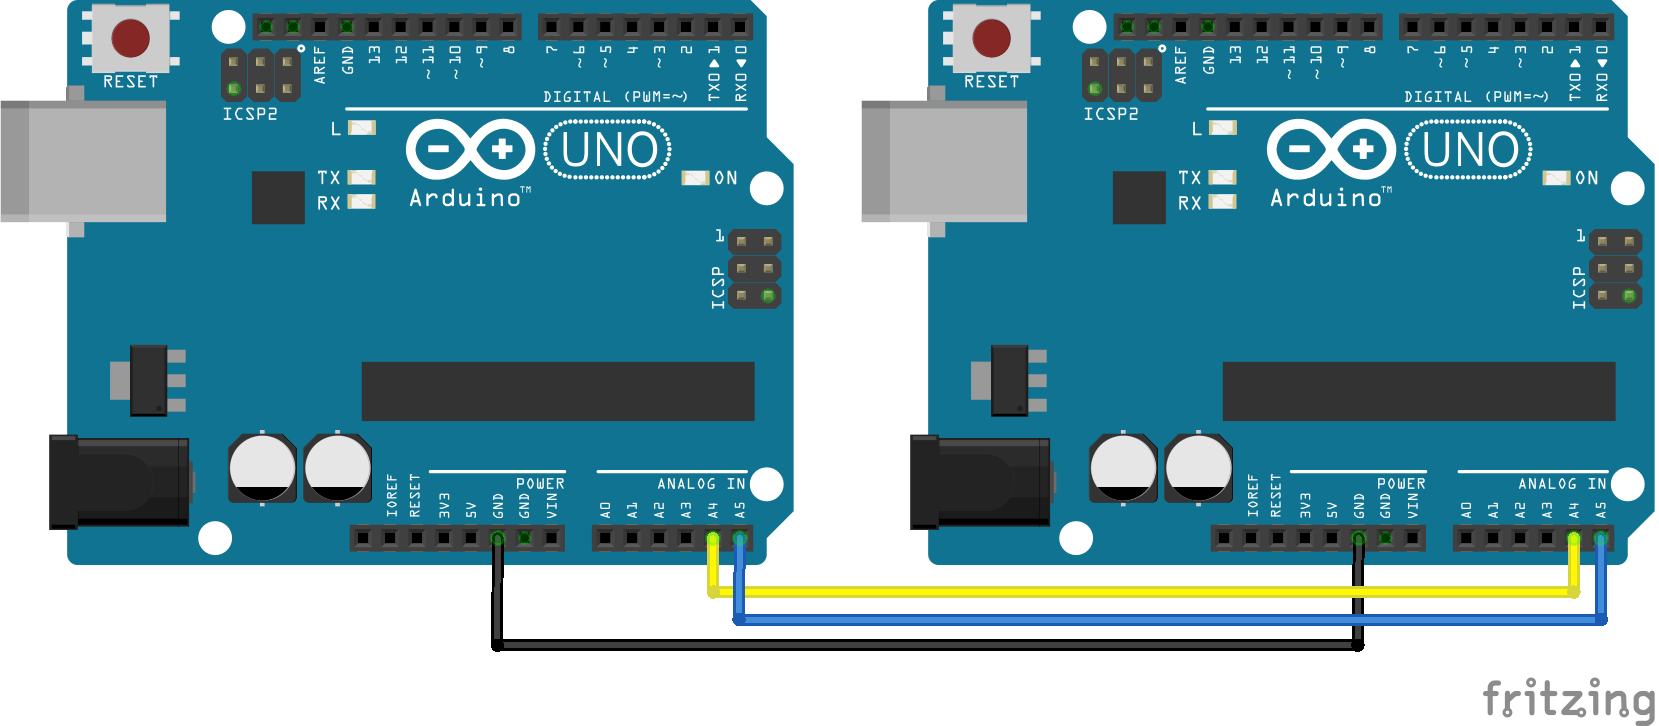 RESET
ICSP2
AREF
GND
13
12
~11
~10
~9
8
7
~6
~5
4
~3
2
TX0▶1
RX0◀0
DIGITAL (PWM=~)
L
TX
RX
UNO
Arduino™
ON
1
ICSP
IOREF
RESET
3V3
5V
GND
GND
VIN
POWER
A0
A1
A2
A3
A4
A5
ANALOG IN
RESET
ICSP2
AREF
GND
13
12
~11
~10
~9
8
7
~6
~5
4
~3
2
TX0▶1
RX0◀0
DIGITAL (PWM=~)
L
TX
RX
UNO
Arduino™
ON
1
ICSP
IOREF
RESET
3V3
5V
GND
GND
VIN
POWER
A0
A1
A2
A3
A4
A5
ANALOG IN
fritzing